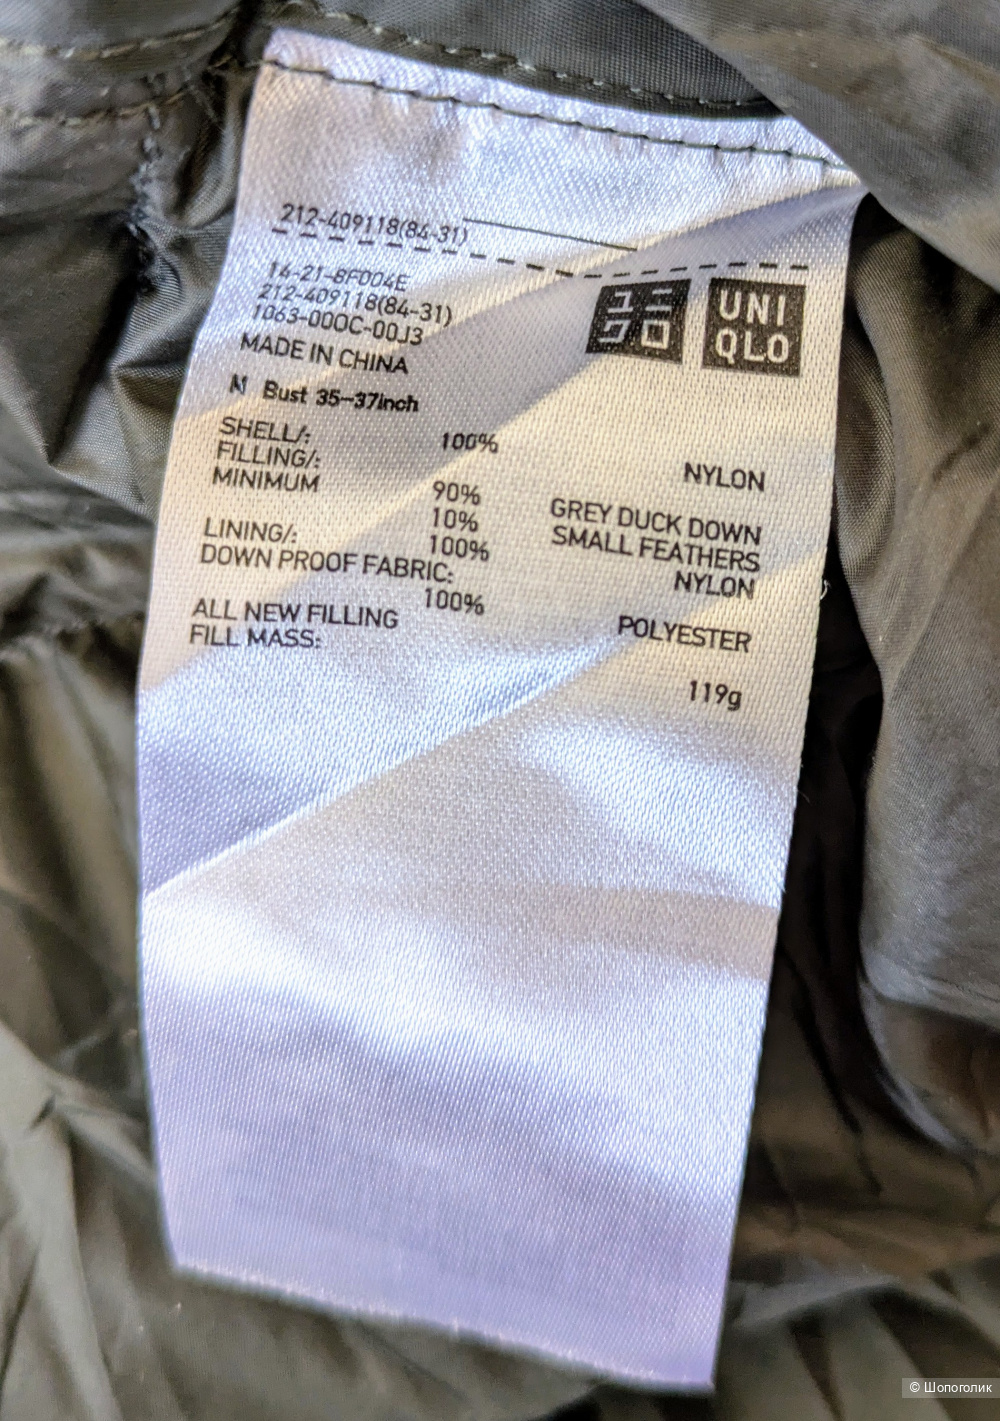 212-409118(84-31)
14-21-8F004E
212-409118(84-31)
1063-000C-00J3
UNI
QLO
MADE IN CHINA
Bust 35-37inch
SHELL/: 100% NYLON
FILLING/:
MINIMUM 90% GREY DUCK DOWN
10% SMALL FEATHERS
LINING/: 100% NYLON
DOWN PROOF FABRIC:
100% POLYESTER
ALL NEW FILLING
FILL MASS: 119g
© Шопоголик